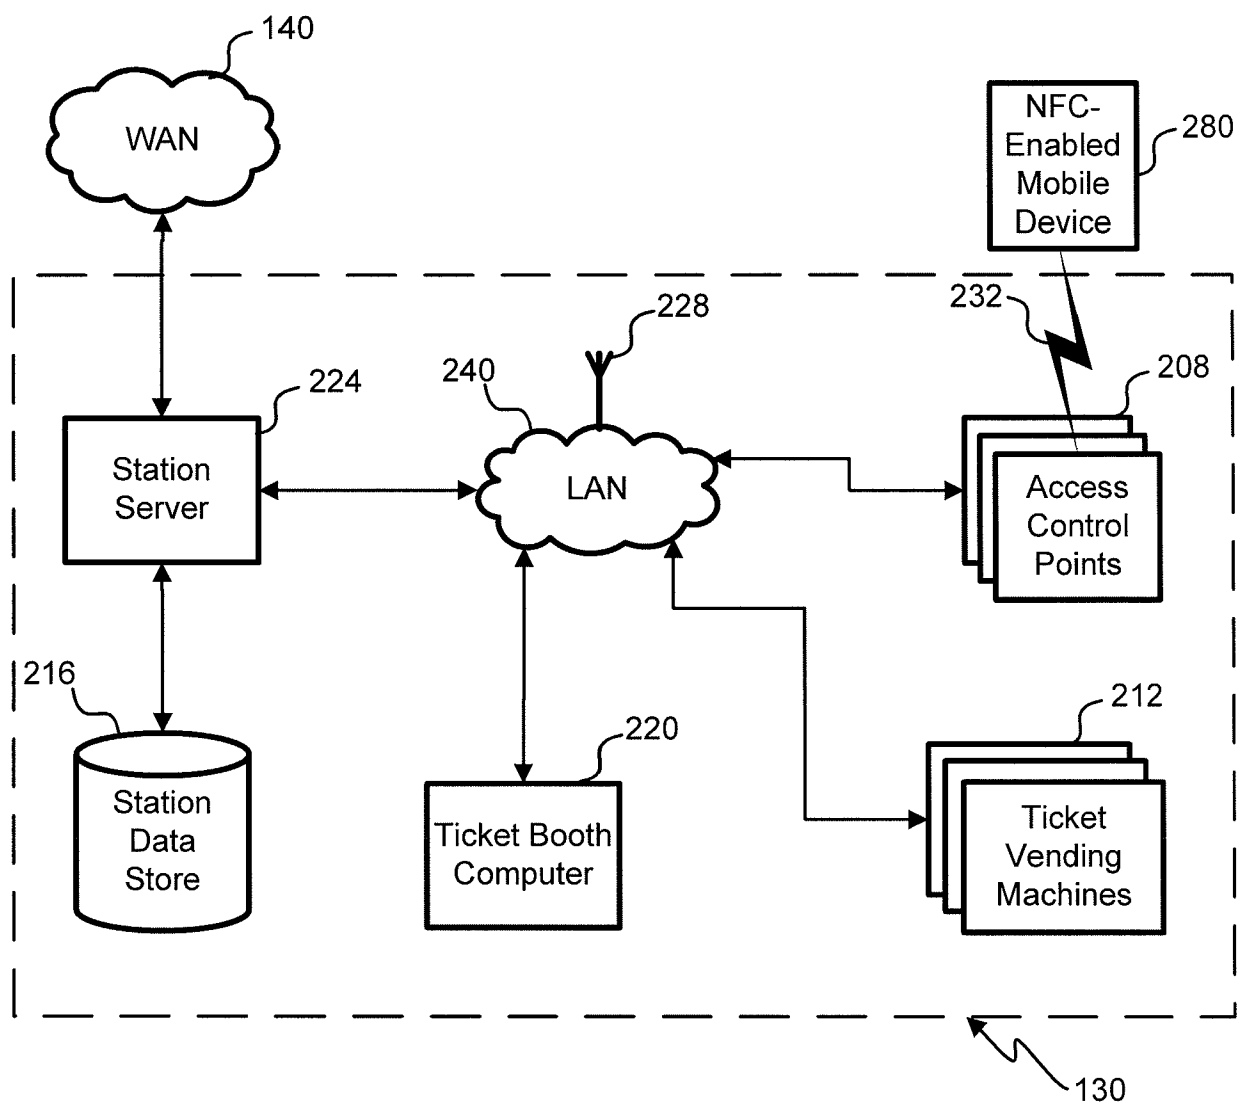 140
WAN
NFC-
Enabled
Mobile
Device
280
232
228
240
208
224
Station
Server
LAN
Access
Control
Points
216
220
212
Station
Data
Store
Ticket Booth
Computer
Ticket
Vending
Machines
130